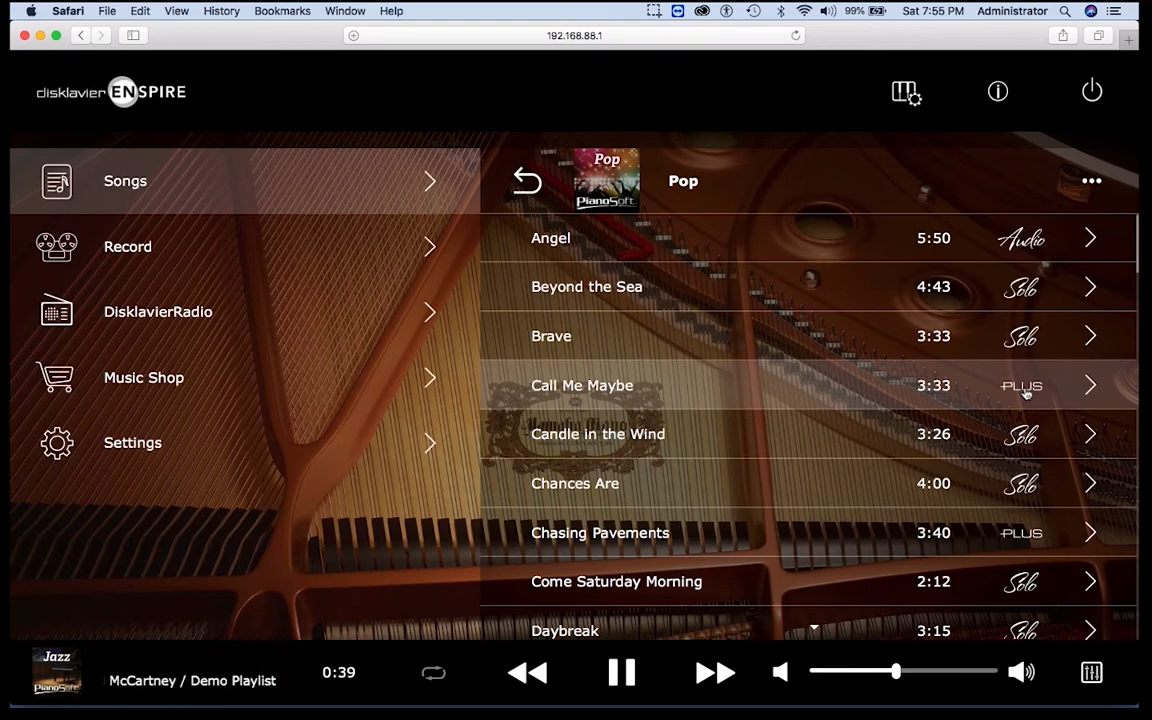 Safari File Edit View History Bookmarks Window Help 99% Sat 7:55 PM Administrator
192.168.88.1
disklavier ENSPIRE
Songs
Record
DisklavierRadio
Music Shop
Settings
Pop
PianoSoft
Pop
Angel 5:50 Audio
Beyond the Sea 4:43 Solo
Brave 3:33 Solo
Call Me Maybe 3:33 PLUS
Candle in the Wind 3:26 Solo
Chances Are 4:00 Solo
Chasing Pavements 3:40 PLUS
Come Saturday Morning 2:12 Solo
Daybreak 3:15 Solo
Jazz
PianoSoft
McCartney / Demo Playlist 0:39